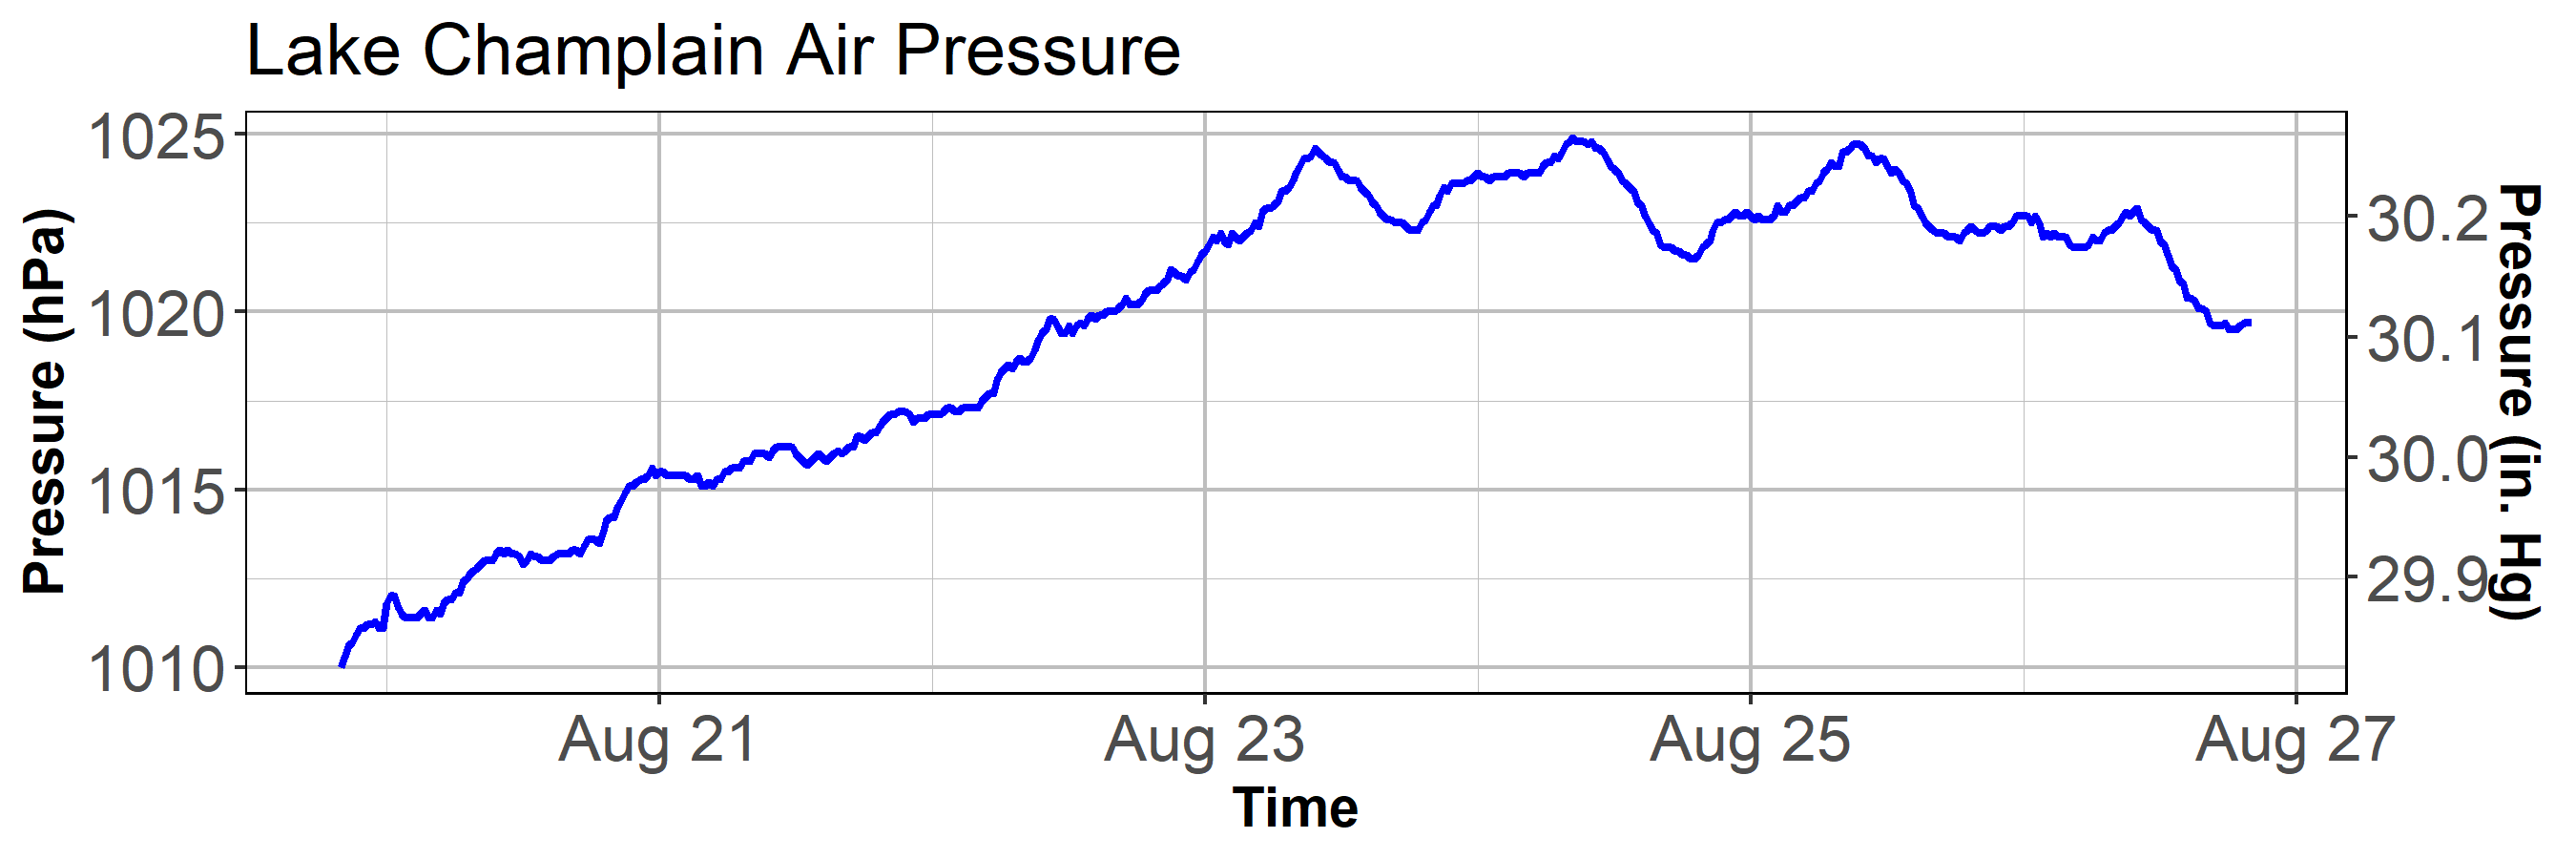 Lake Champlain Air Pressure
Pressure (hPa)
1025
1020
1015
1010
30.2
30.1
30.0
29.9
Pressure (in. Hg)
Aug 21 Aug 23 Aug 25 Aug 27
Time